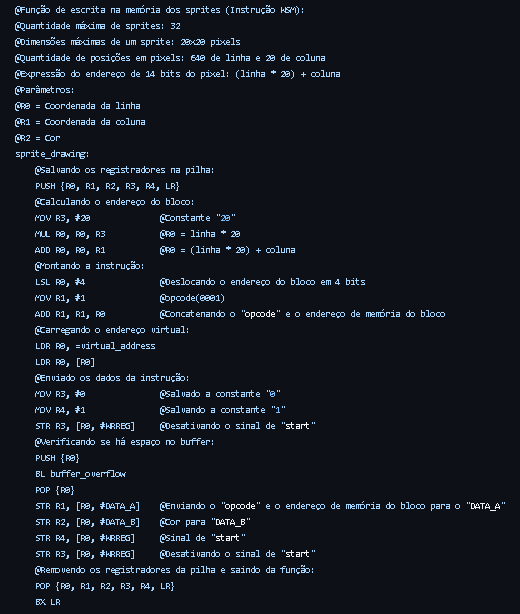 @Função de escrita na memória dos sprites (Instrução WSM):
@Quantidade máxima de sprites: 32
@Dimensões máximas de um sprite: 20x20 pixels
@Quantidade de posições em pixels: 640 de linha e 20 de coluna
@Expressão do endereço de 14 bits do pixel: (linha * 20) + coluna
@Parâmetros:
@R0 = Coordenada da linha
@R1 = Coordenada da coluna
@R2 = Cor
sprite_drawing:
@Salvando os registradores na pilha:
PUSH {R0, R1, R2, R3, R4, LR}
@Calculando o endereço do bloco:
MOV R3, #20 @Constante "20"
MUL R0, R0, R3 @R0 = linha * 20
ADD R0, R0, R1 @R0 = (linha * 20) + coluna
@Montando a instrução:
LSL R0, #4 @Deslocando o endereço do bloco em 4 bits
MOV R1, #1 @opcode(0001)
ADD R1, R1, R0 @Concatenando o "opcode" e o endereço de memória do bloco
@Carregando o endereço virtual:
LDR R0, =virtual_address
LDR R0, [R0]
@Enviado os dados da instrução:
MOV R3, #0 @Salvado a constante "0"
MOV R4, #1 @Salvando a constante "1"
STR R3, [R0, #WRREG] @Desativando o sinal de "start"
@Verificando se há espaço no buffer:
PUSH {R0}
BL buffer_overflow
POP {R0}
STR R1, [R0, #DATA_A] @Enviando o "opcode" e o endereço de memória do bloco para o "DATA_A"
STR R2, [R0, #DATA_B] @Cor para "DATA_B"
STR R4, [R0, #WRREG] @Sinal de "start"
STR R3, [R0, #WRREG] @Desativando o sinal de "start"
@Removendo os registradores da pilha e saindo da função:
POP {R0, R1, R2, R3, R4, LR}
BX LR